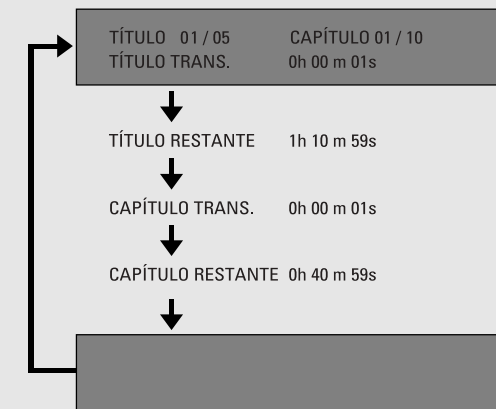 TÍTULO 01 / 05 CAPÍTULO 01 / 10
TÍTULO TRANS. 0h 00 m 01s
TÍTULO RESTANTE 1h 10 m 59s
CAPÍTULO TRANS. 0h 00 m 01s
CAPÍTULO RESTANTE 0h 40 m 59s